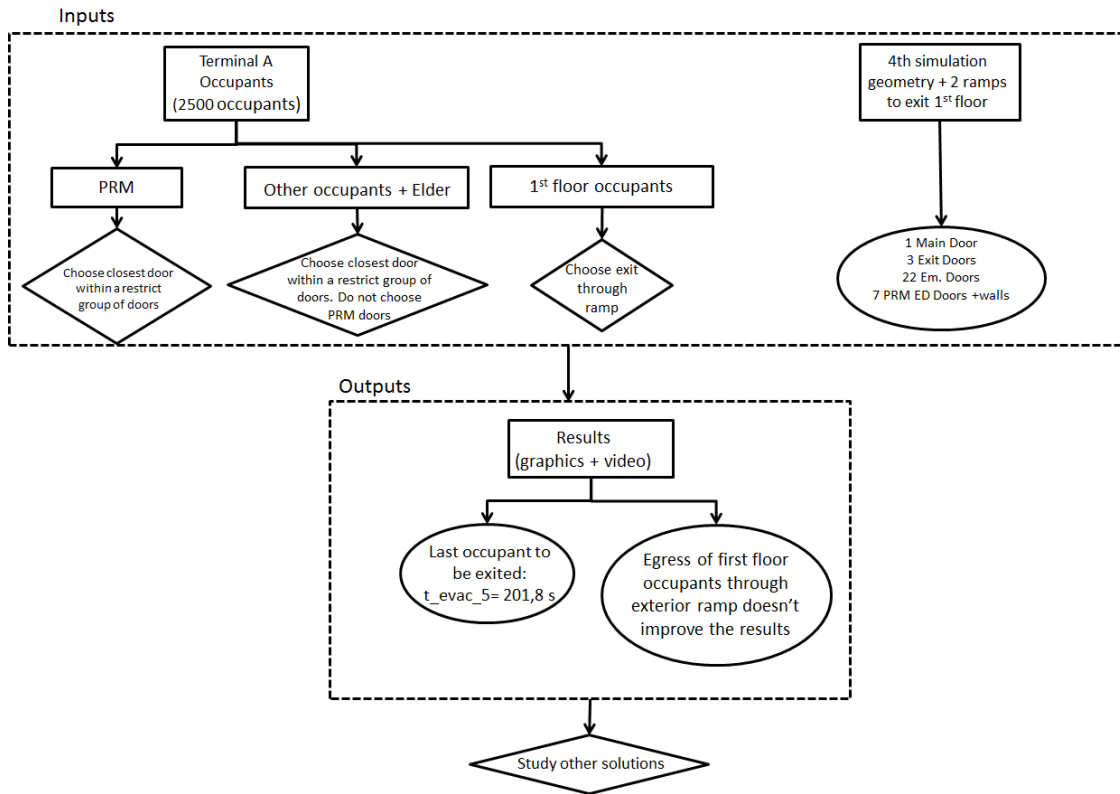 Inputs
Terminal A
Occupants
(2500 occupants)
4th simulation
geometry + 2 ramps
to exit 1st floor
PRM
Other occupants + Elder
1st floor occupants
Choose closest door
within a restrict
group of doors
Choose closest door
within a restrict group of
doors. Do not choose
PRM doors
Choose exit
through
ramp
1 Main Door
3 Exit Doors
22 Em. Doors
7 PRM ED Doors +walls
Outputs
Results
(graphics + video)
Last occupant to
be exited:
t_evac_5= 201,8 s
Egress of first floor
occupants through
exterior ramp doesn't
improve the results
Study other solutions